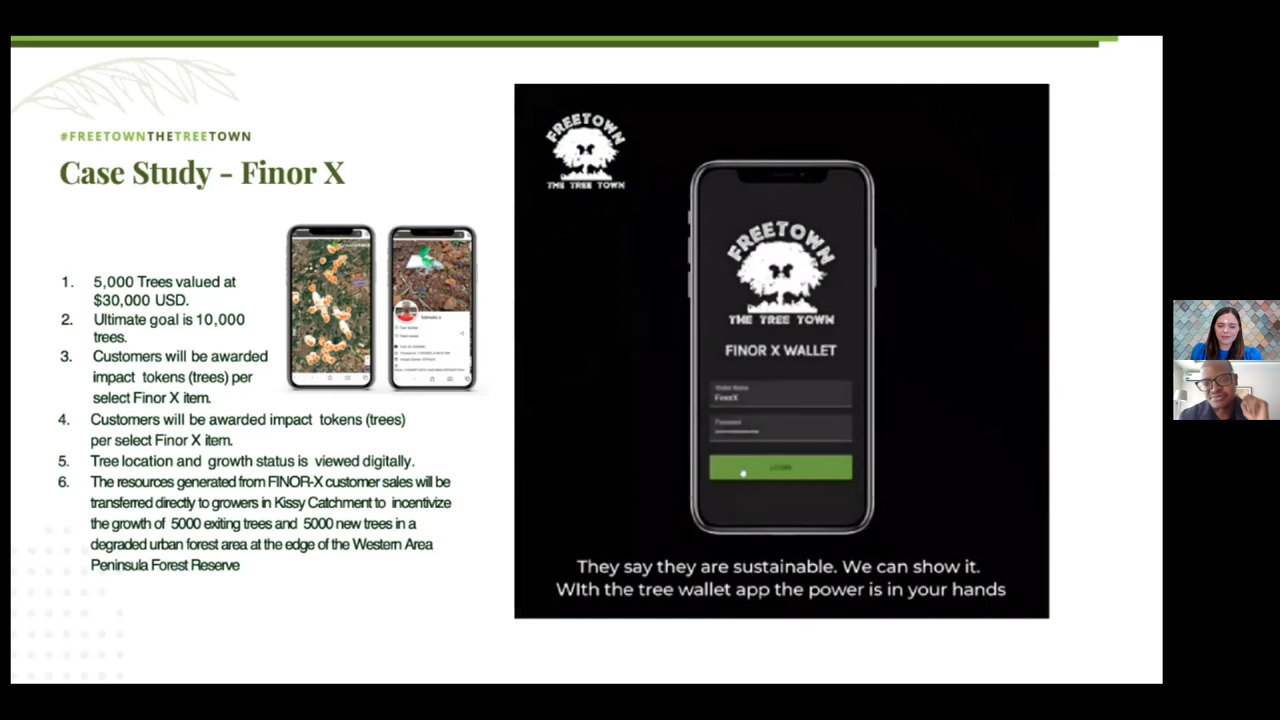 #FREETOWNTHETREETOWN
Case Study - Finor X
1. 5,000 Trees valued at
$30,000 USD.
2. Ultimate goal is 10,000
trees.
3. Customers will be awarded
impact tokens (trees) per
select Finor X item.
4. Customers will be awarded impact tokens (trees)
per select Finor X item.
5. Tree location and growth status is viewed digitally.
6. The resources generated from FINOR-X customer sales will be
transferred directly to growers in Kissy Catchment to incentivize
the growth of 5000 exiting trees and 5000 new trees in a
degraded urban forest area at the edge of the Western Area
Peninsula Forest Reserve
FREETOWN
THE TREE TOWN
FREETOWN
THE TREE TOWN
FINOR X WALLET
Wallet Name
FinorX
Password
LOGIN
They say they are sustainable. We can show it.
WIth the tree wallet app the power is in your hands